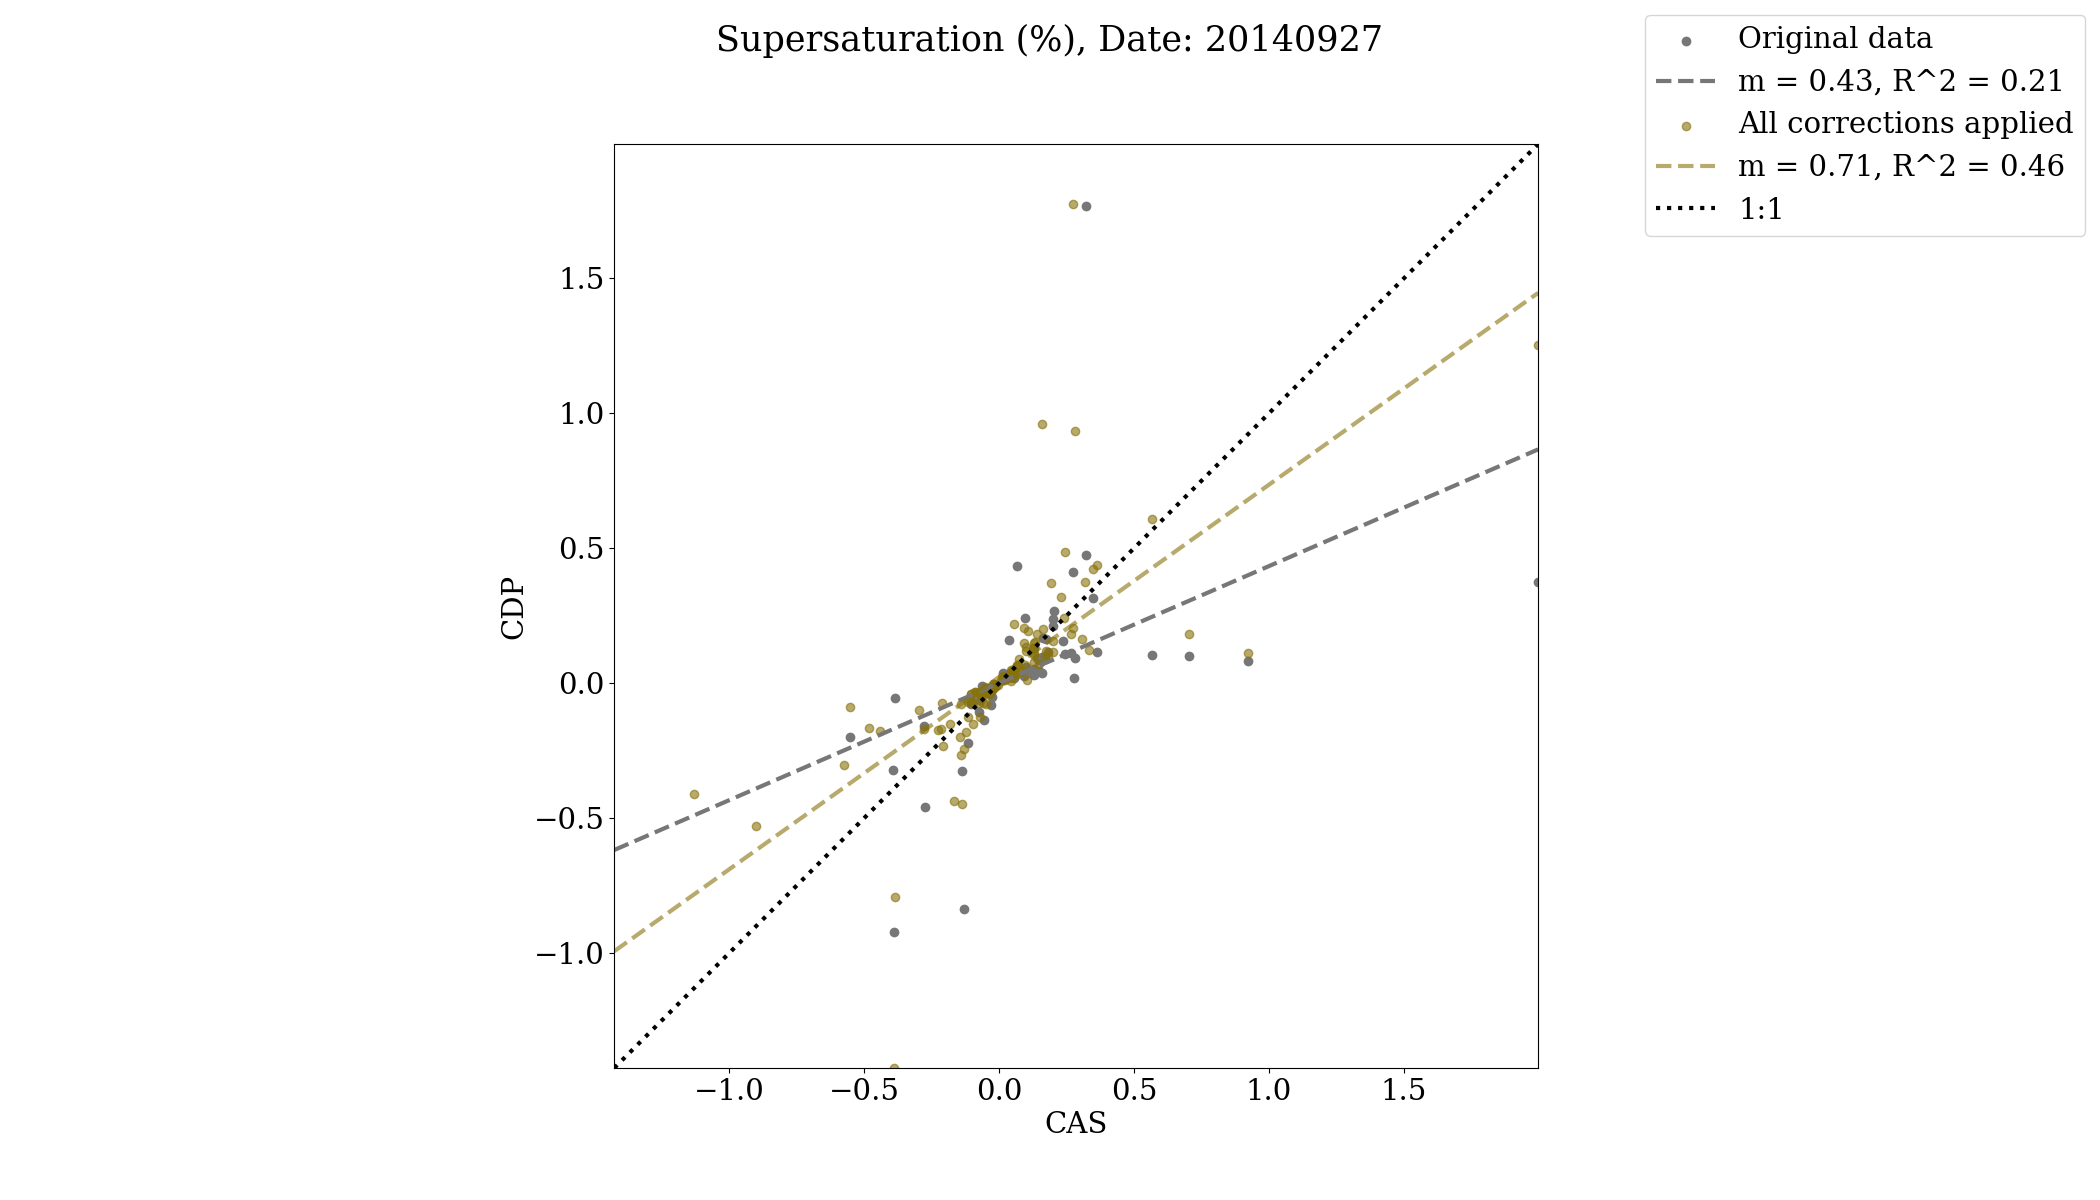 Supersaturation (%), Date: 20140927
Original data
m = 0.43, R^2 = 0.21
All corrections applied
m = 0.71, R^2 = 0.46
1:1
CDP
1.5
1.0
0.5
0.0
−0.5
−1.0
−1.0 −0.5 0.0 0.5 1.0 1.5
CAS